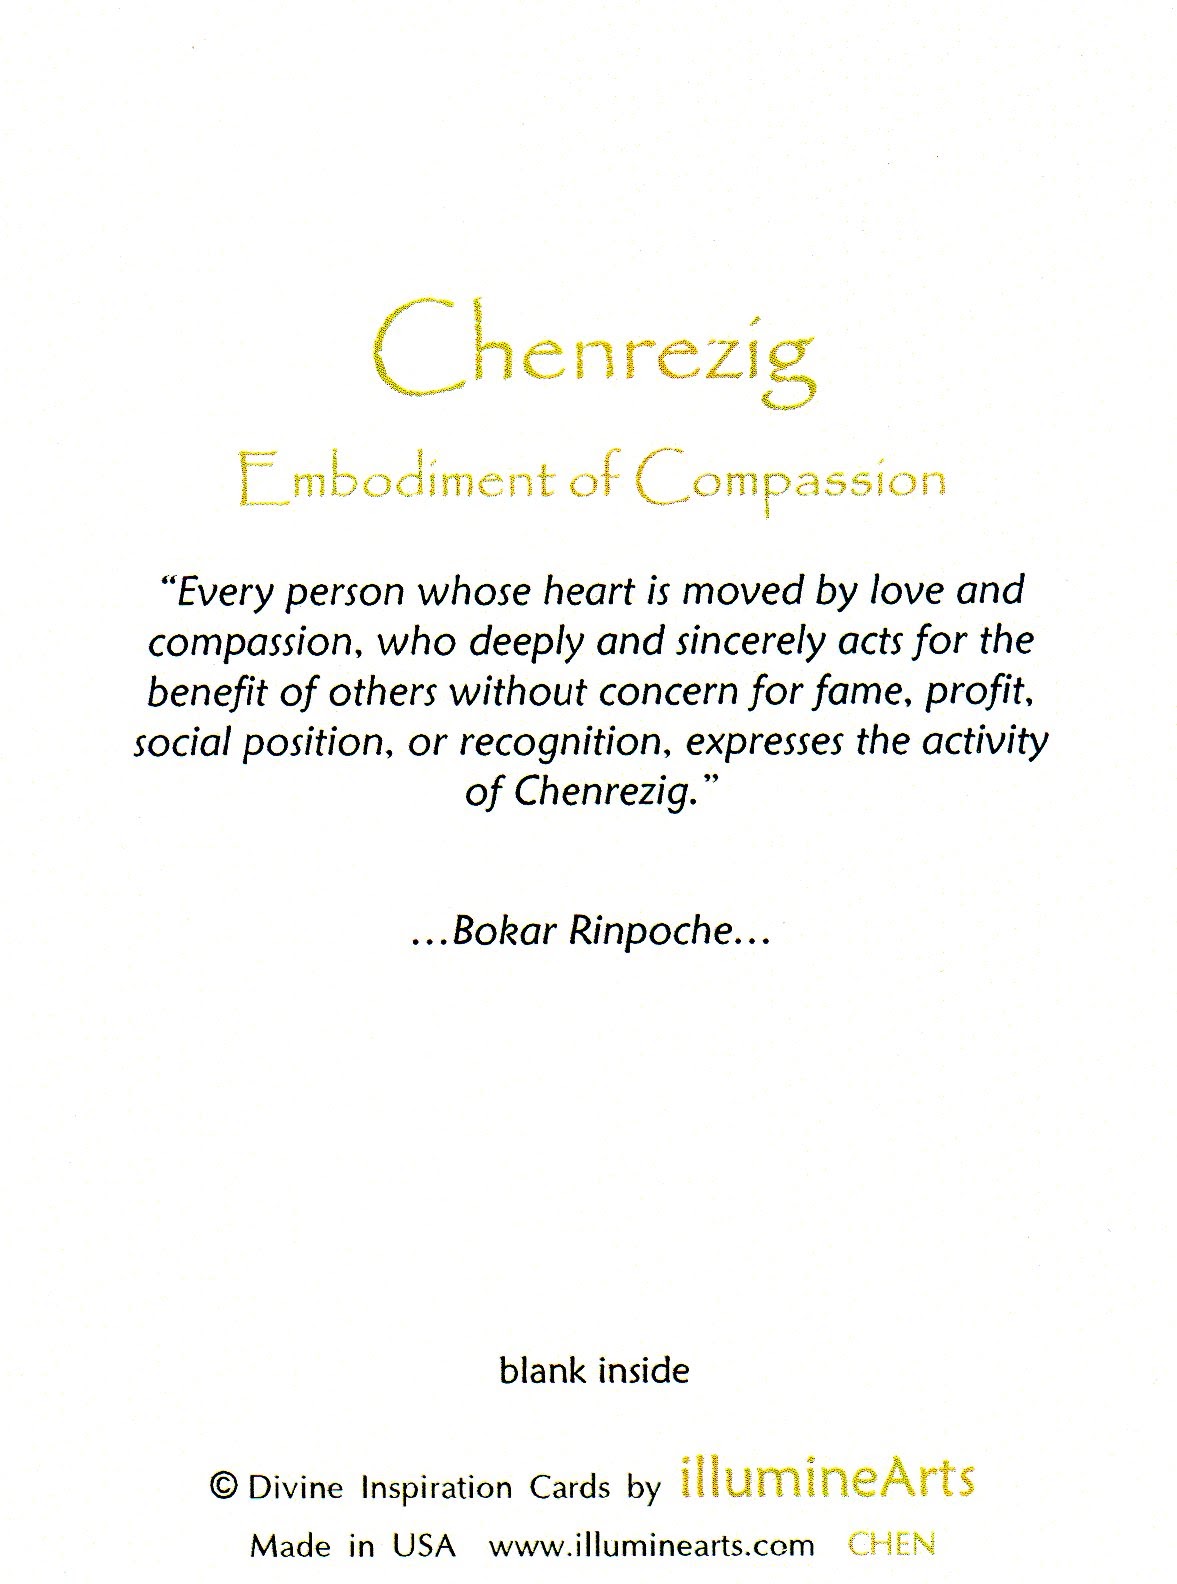 Chenrezig
Embodiment of Compassion
“Every person whose heart is moved by love and
compassion, who deeply and sincerely acts for the
benefit of others without concern for fame, profit,
social position, or recognition, expresses the activity
of Chenrezig.”
...Bokar Rinpoche...
blank inside
© Divine Inspiration Cards by illumineArts
Made in USA www.illuminearts.com CHEN